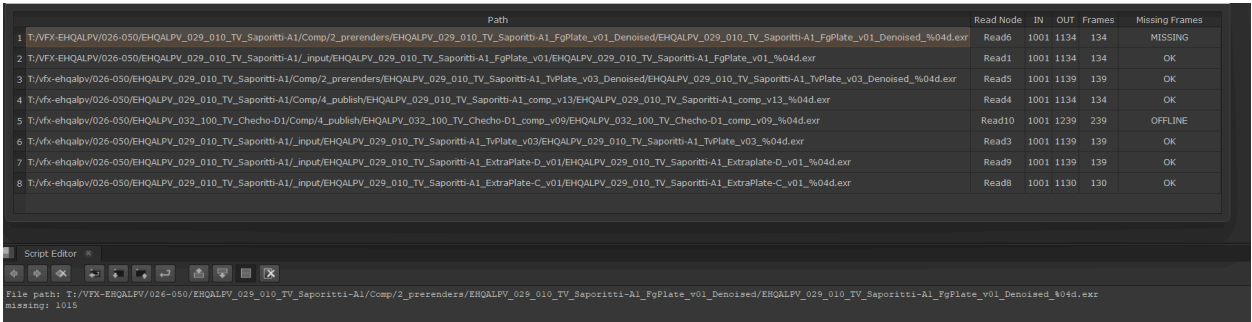 Path Read Node IN OUT Frames Missing Frames
1 T:/VFX-EHQALPV/026-050/EHQALPV_029_010_TV_Saporitti-A1/Comp/2_prerenders/EHQALPV_029_010_TV_Saporitti-A1_FgPlate_v01_Denoised/EHQALPV_029_010_TV_Saporitti-A1_FgPlate_v01_Denoised_%04d.exr Read6 1001 1134 134 MISSING
2 T:/VFX-EHQALPV/026-050/EHQALPV_029_010_TV_Saporitti-A1/_input/EHQALPV_029_010_TV_Saporitti-A1_FgPlate_v01/EHQALPV_029_010_TV_Saporitti-A1_FgPlate_v01_%04d.exr Read1 1001 1134 134 OK
3 T:/vfx-ehqalpv/026-050/EHQALPV_029_010_TV_Saporitti-A1/Comp/2_prerenders/EHQALPV_029_010_TV_Saporitti-A1_TvPlate_v03_Denoised/EHQALPV_029_010_TV_Saporitti-A1_TvPlate_v03_Denoised_%04d.exr Read5 1001 1139 139 OK
4 T:/vfx-ehqalpv/026-050/EHQALPV_029_010_TV_Saporitti-A1/Comp/4_publish/EHQALPV_029_010_TV_Saporitti-A1_comp_v13/EHQALPV_029_010_TV_Saporitti-A1_comp_v13_%04d.exr Read4 1001 1134 134 OK
5 T:/vfx-ehqalpv/026-050/EHQALPV_032_100_TV_Checho-D1/Comp/4_publish/EHQALPV_032_100_TV_Checho-D1_comp_v09/EHQALPV_032_100_TV_Checho-D1_comp_v09_%04d.exr Read10 1001 1239 239 OFFLINE
6 T:/vfx-ehqalpv/026-050/EHQALPV_029_010_TV_Saporitti-A1/_input/EHQALPV_029_010_TV_Saporitti-A1_TvPlate_v03/EHQALPV_029_010_TV_Saporitti-A1_TvPlate_v03_%04d.exr Read3 1001 1139 139 OK
7 T:/vfx-ehqalpv/026-050/EHQALPV_029_010_TV_Saporitti-A1/_input/EHQALPV_029_010_TV_Saporitti-A1_ExtraPlate-D_v01/EHQALPV_029_010_TV_Saporitti-A1_Extraplate-D_v01_%04d.exr Read9 1001 1139 139 OK
8 T:/vfx-ehqalpv/026-050/EHQALPV_029_010_TV_Saporitti-A1/_input/EHQALPV_029_010_TV_Saporitti-A1_ExtraPlate-C_v01/EHQALPV_029_010_TV_Saporitti-A1_ExtraPlate-C_v01_%04d.exr Read8 1001 1130 130 OK
Script Editor
File path: T:/VFX-EHQALPV/026-050/EHQALPV_029_010_TV_Saporitti-A1/Comp/2_prerenders/EHQALPV_029_010_TV_Saporitti-A1_FgPlate_v01_Denoised/EHQALPV_029_010_TV_Saporitti-A1_FgPlate_v01_Denoised_%04d.exr
missing: 1015